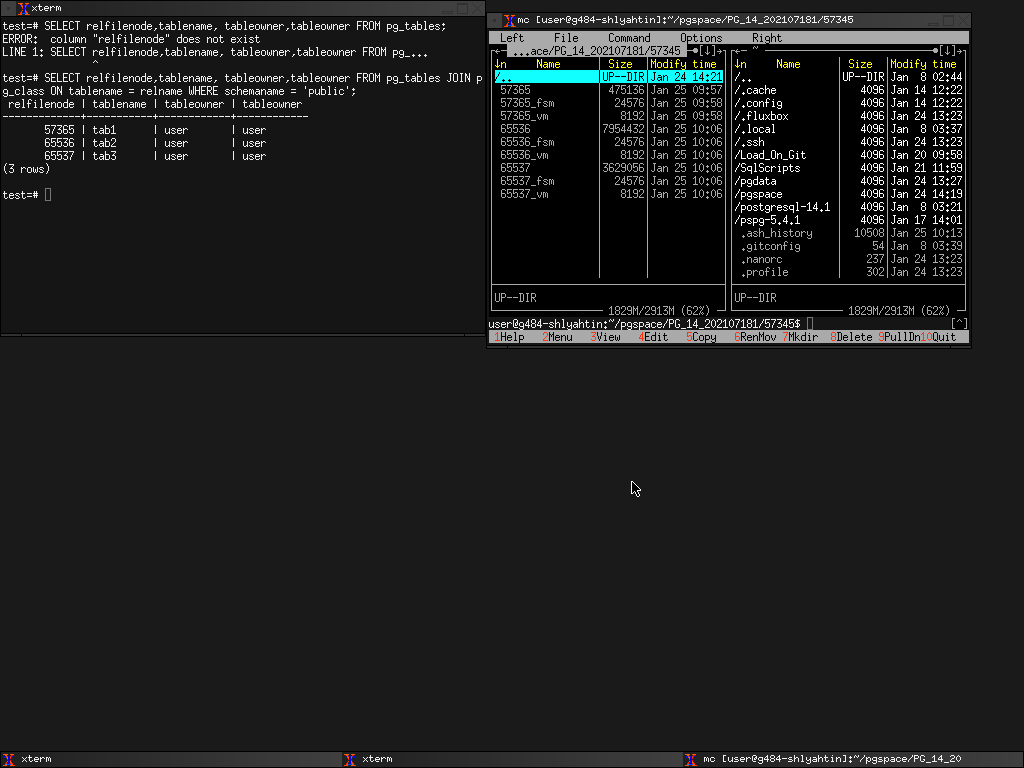 xterm
test=# SELECT relfilenode,tablename, tableowner,tableowner FROM pg_tables;
ERROR:  column "relfilenode" does not exist
LINE 1: SELECT relfilenode,tablename, tableowner,tableowner FROM pg_...
^
test=# SELECT relfilenode,tablename, tableowner,tableowner FROM pg_tables JOIN p
g_class ON tablename = relname WHERE schemaname = 'public';
relfilenode | tablename | tableowner | tableowner
-------------+-----------+------------+------------
57365 | tab1 | user | user
65536 | tab2 | user | user
65537 | tab3 | user | user
(3 rows)
test=#
mc [user@g484-shlyahtin]:~/pgspace/PG_14_202107181/57345
Left File Command Options Right
...ace/PG_14_202107181/57345
↓n Name Size Modify time
/.. UP--DIR Jan 24 14:21
57365 475136 Jan 25 09:57
57365_fsm 24576 Jan 25 09:58
57365_vm 8192 Jan 25 09:58
65536 7954432 Jan 25 10:06
65536_fsm 24576 Jan 25 10:06
65536_vm 8192 Jan 25 10:06
65537 3629056 Jan 25 10:06
65537_fsm 24576 Jan 25 10:06
65537_vm 8192 Jan 25 10:06
UP--DIR
1829M/2913M (62%)
~
↓n Name Size Modify time
/.. UP--DIR Jan 8 02:44
/.cache 4096 Jan 14 12:22
/.config 4096 Jan 14 12:22
/.fluxbox 4096 Jan 24 13:23
/.local 4096 Jan 8 03:37
/.ssh 4096 Jan 24 13:23
/Load_On_Git 4096 Jan 20 09:58
/SqlScripts 4096 Jan 21 11:59
/pgdata 4096 Jan 24 13:27
/pgspace 4096 Jan 24 14:19
/postgresql-14.1 4096 Jan 8 03:21
/pspg-5.4.1 4096 Jan 17 14:01
.ash_history 10508 Jan 25 10:13
.gitconfig 54 Jan 8 03:39
.nanorc 237 Jan 24 13:23
.profile 302 Jan 24 13:23
UP--DIR
1829M/2913M (62%)
user@g484-shlyahtin:~/pgspace/PG_14_202107181/57345$ [^]
1Help 2Menu 3View 4Edit 5Copy 6RenMov 7Mkdir 8Delete 9PullDn 10Quit
xterm
xterm
mc [user@g484-shlyahtin]:~/pgspace/PG_14_20